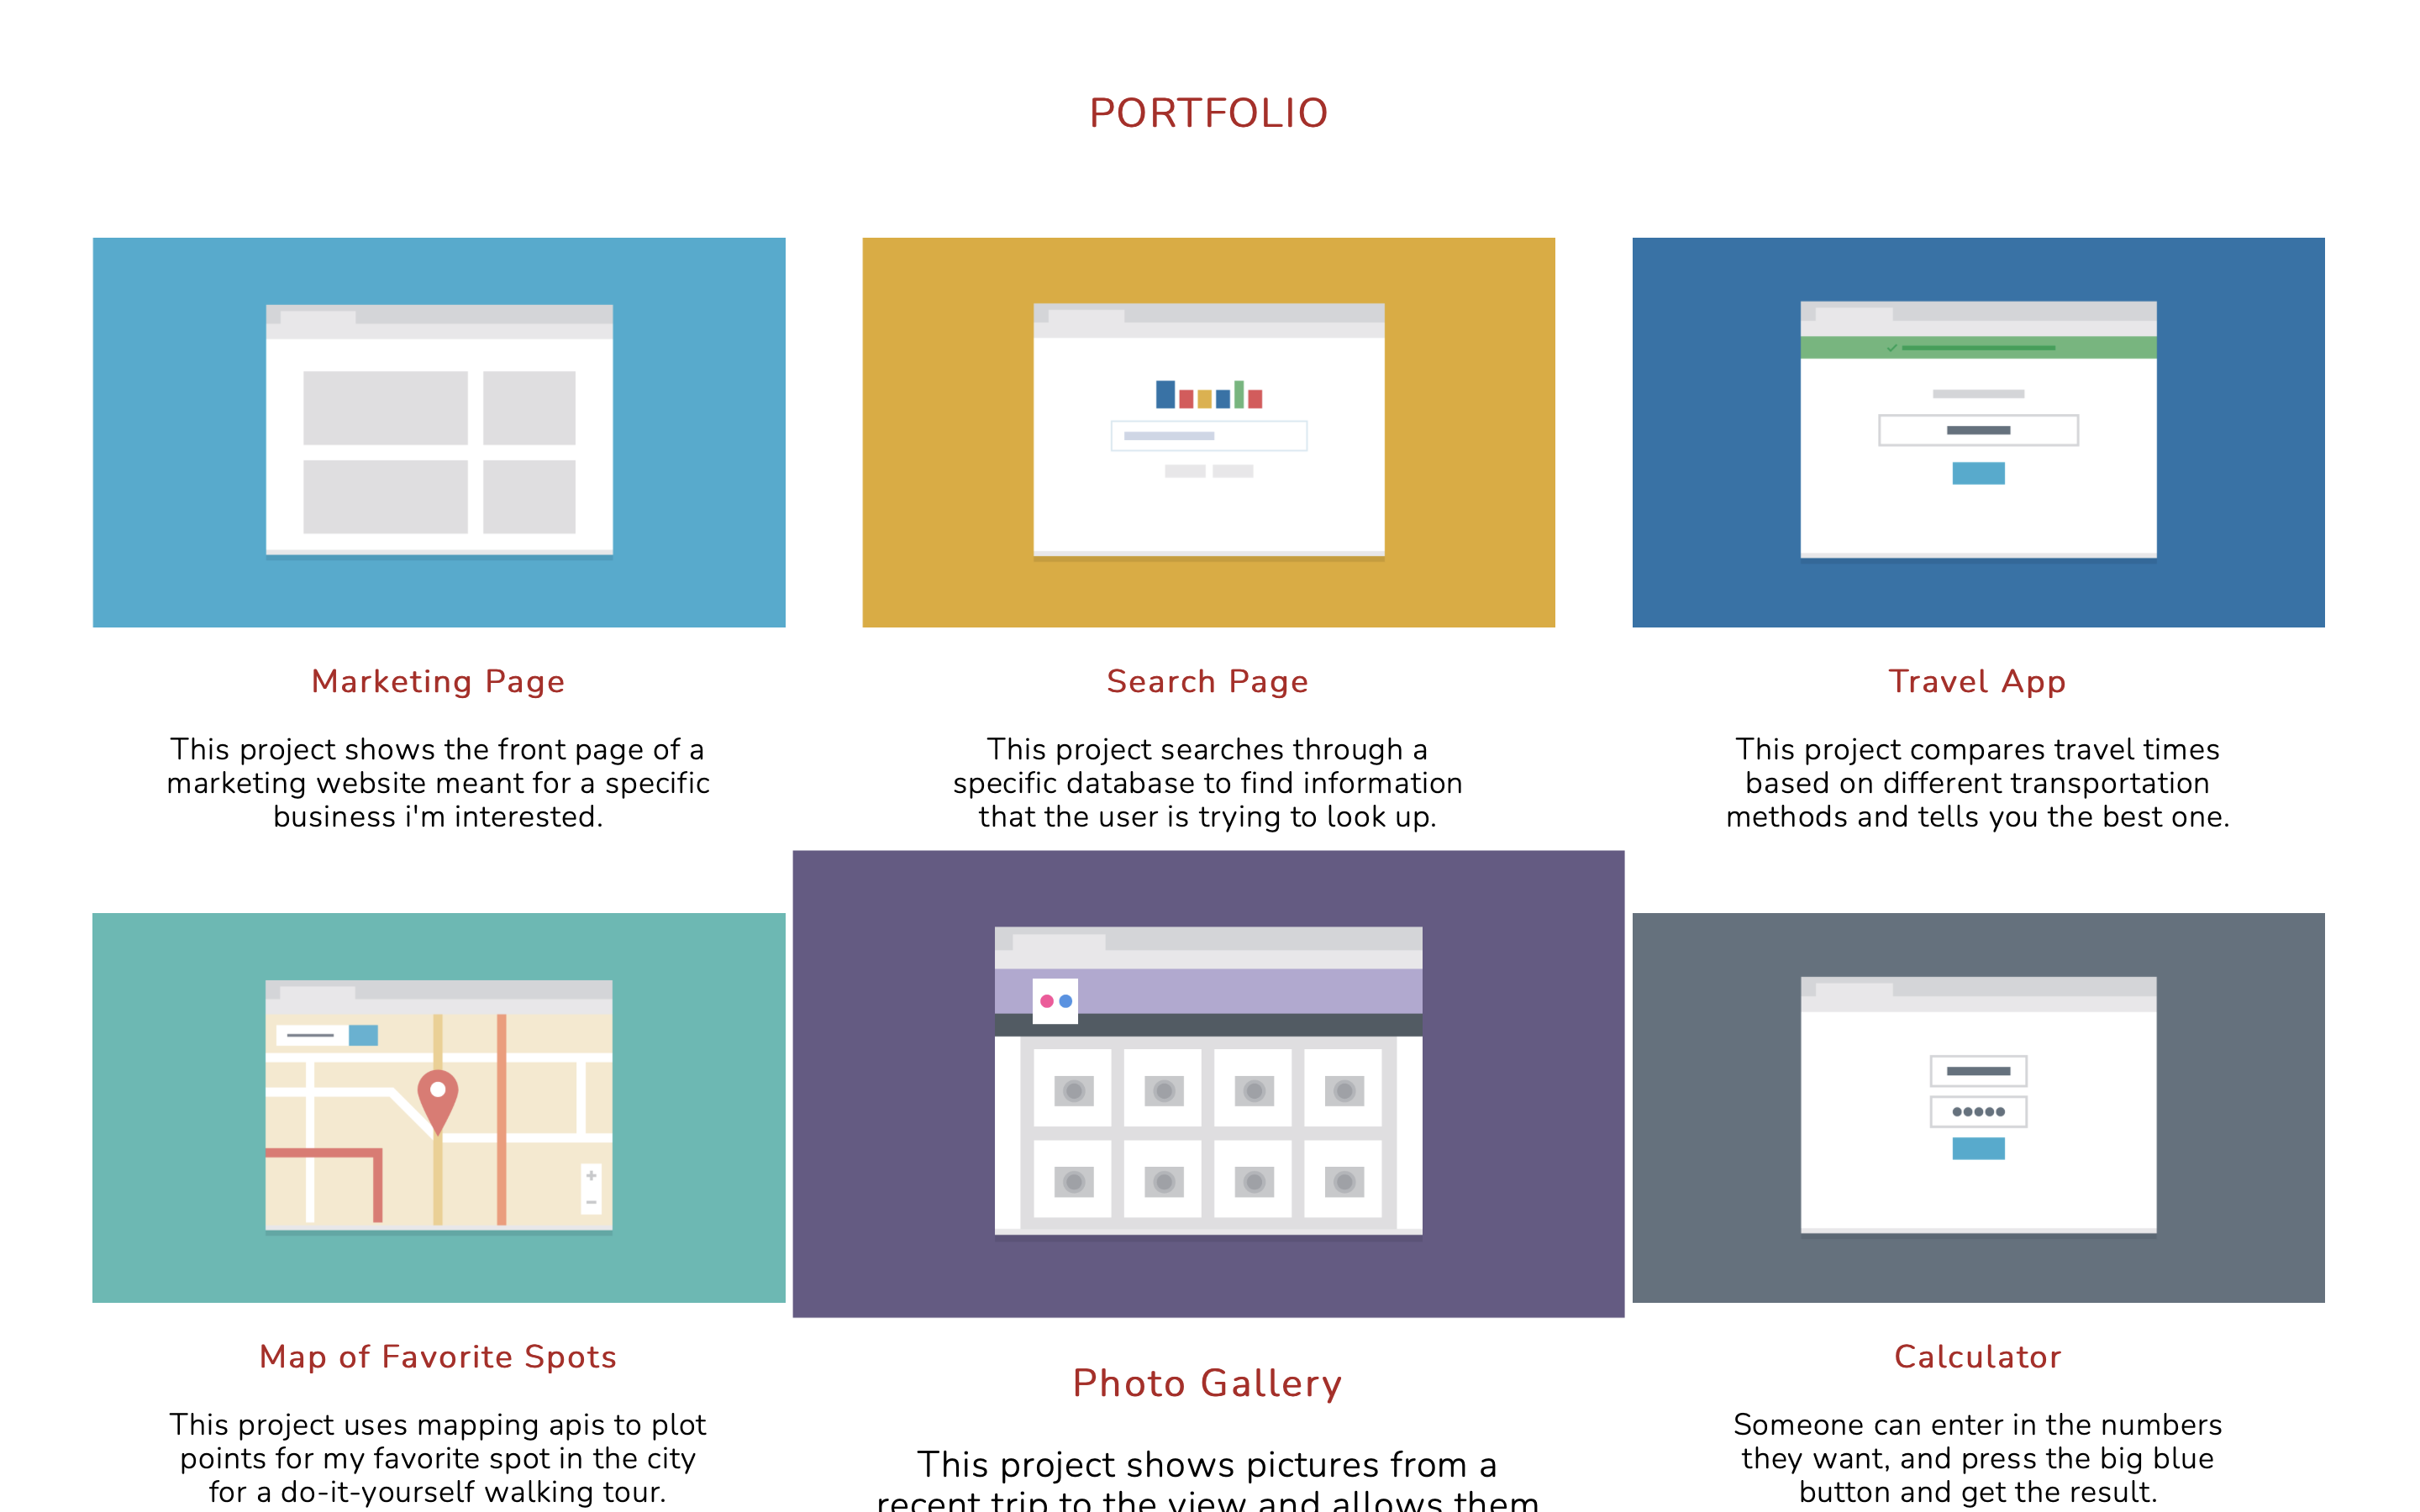 PORTFOLIO
Marketing Page
This project shows the front page of a
marketing website meant for a specific
business i'm interested.
Search Page
This project searches through a
specific database to find information
that the user is trying to look up.
Travel App
This project compares travel times
based on different transportation
methods and tells you the best one.
Map of Favorite Spots
This project uses mapping apis to plot
points for my favorite spot in the city
for a do-it-yourself walking tour.
Photo Gallery
This project shows pictures from a
recent trip to the view and allows them
Calculator
Someone can enter in the numbers
they want, and press the big blue
button and get the result.